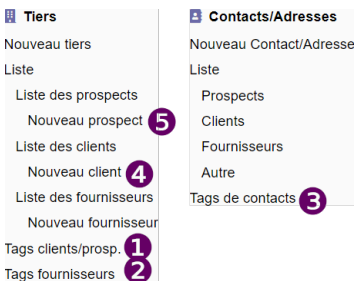 Tiers
Nouveau tiers
Liste
Liste des prospects
Nouveau prospect 5
Liste des clients
Nouveau client 4
Liste des fournisseurs
Nouveau fournisseur
Tags clients/prosp. 1
Tags fournisseurs 2
Contacts/Adresses
Nouveau Contact/Adresse
Liste
Prospects
Clients
Fournisseurs
Autre
Tags de contacts 3